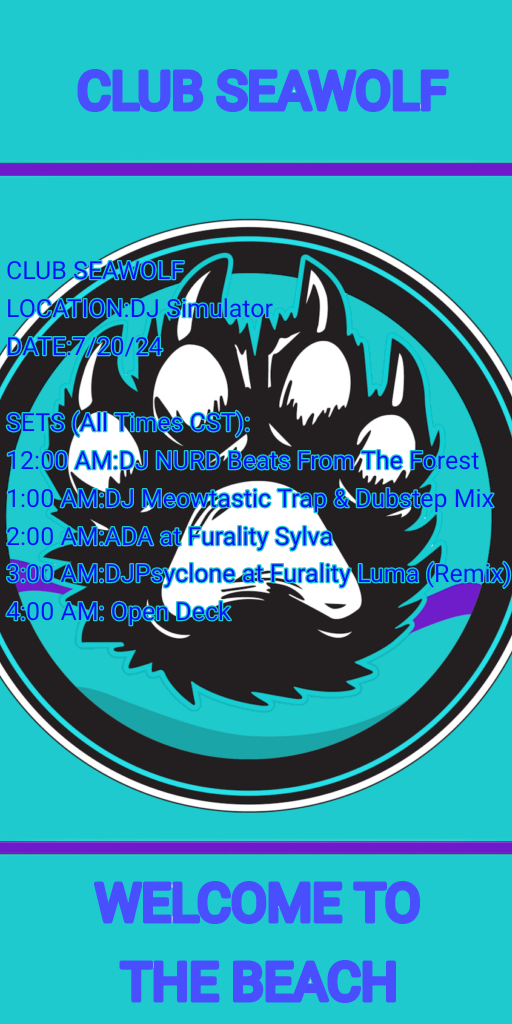 CLUB SEAWOLF
CLUB SEAWOLF
LOCATION:DJ Simulator
DATE:7/20/24
SETS (All Times CST):
12:00 AM:DJ NURD Beats From The Forest
1:00 AM:DJ Meowtastic Trap & Dubstep Mix
2:00 AM:ADA at Furality Sylva
3:00 AM:DJPsyclone at Furality Luma (Remix)
4:00 AM: Open Deck
WELCOME TO
THE BEACH